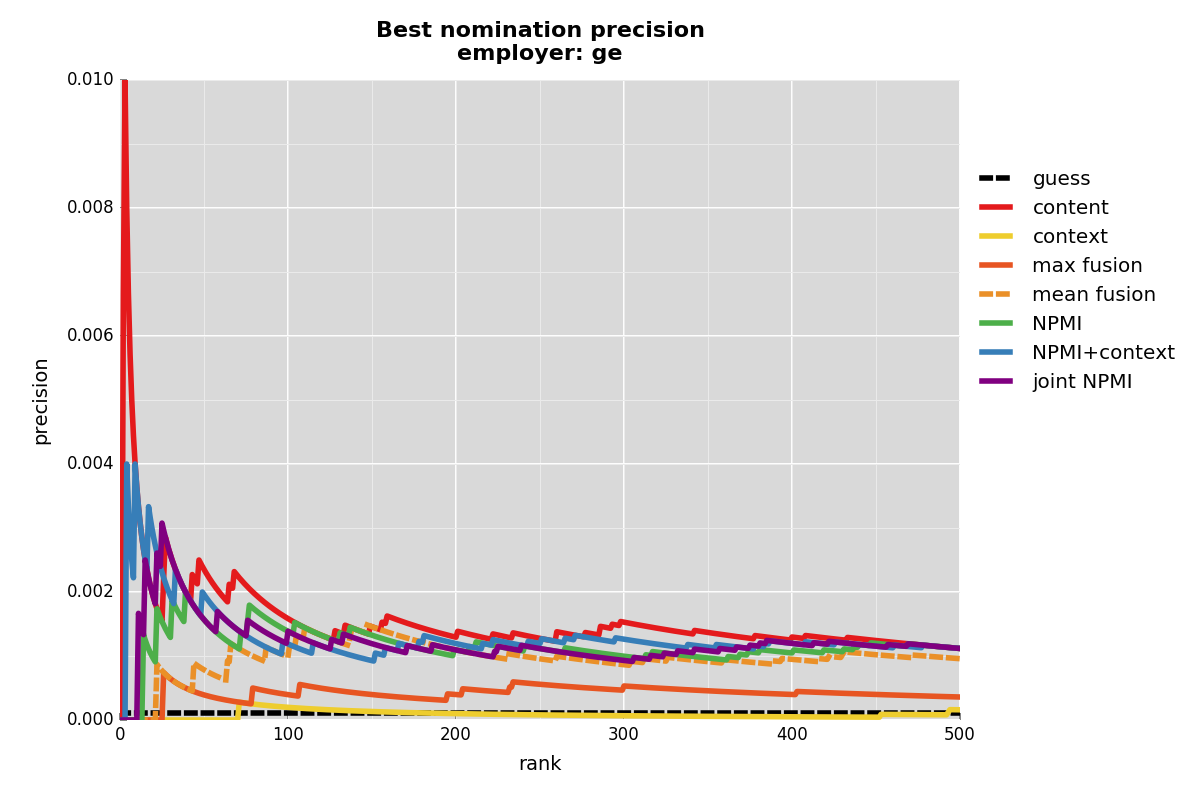 Best nomination precision
employer: ge
0.010
0.008
0.006
0.004
0.002
0.000
precision
0
100
200
300
400
500
rank
guess
content
context
max fusion
mean fusion
NPMI
NPMI+context
joint NPMI